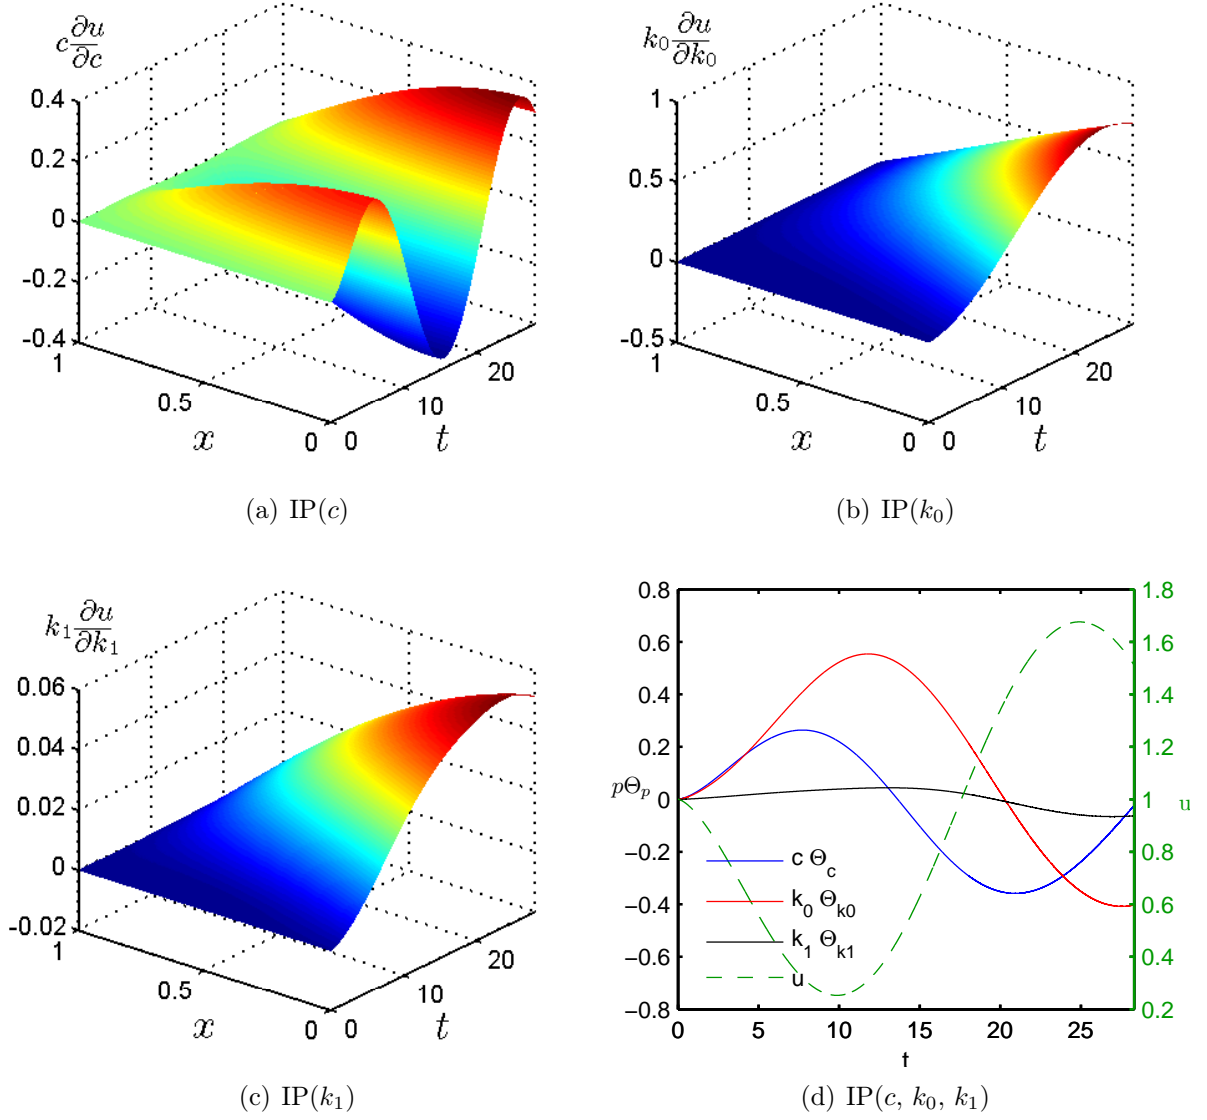 c ∂u/∂c
0.4
0.2
0
-0.2
-0.4
1
0.5
0
x
0
10
20
t
(a) IP(c)
k₀ ∂u/∂k₀
1
0.5
0
-0.5
1
0.5
0
x
0
10
20
t
(b) IP(k₀)
k₁ ∂u/∂k₁
0.06
0.04
0.02
0
-0.02
1
0.5
0
x
0
10
20
t
(c) IP(k₁)
0.8
0.6
0.4
0.2
0
−0.2
−0.4
−0.6
−0.8
pΘₚ
c Θ_c
k₀ Θ_k0
k₁ Θ_k1
u
1.8
1.6
1.4
1.2
1
0.8
0.6
0.4
0.2
u
0 5 10 15 20 25
t
(d) IP(c, k₀, k₁)